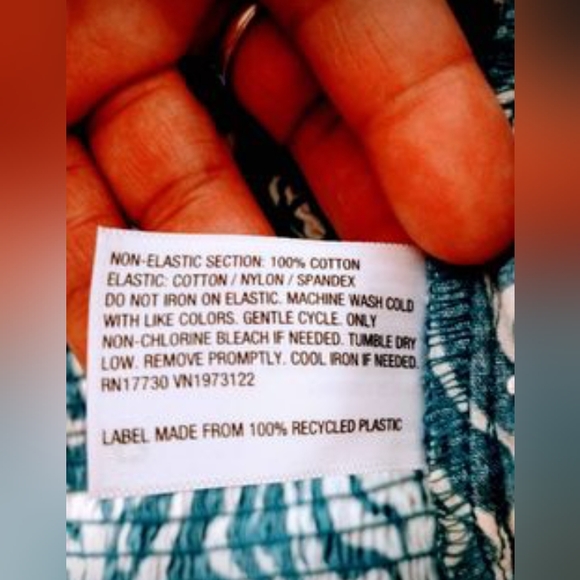 NON-ELASTIC SECTION: 100% COTTON
ELASTIC: COTTON / NYLON / SPANDEX
DO NOT IRON ON ELASTIC. MACHINE WASH COLD
WITH LIKE COLORS. GENTLE CYCLE. ONLY
NON-CHLORINE BLEACH IF NEEDED. TUMBLE DRY
LOW. REMOVE PROMPTLY. COOL IRON IF NEEDED.
RN17730 VN1973122
LABEL MADE FROM 100% RECYCLED PLASTIC